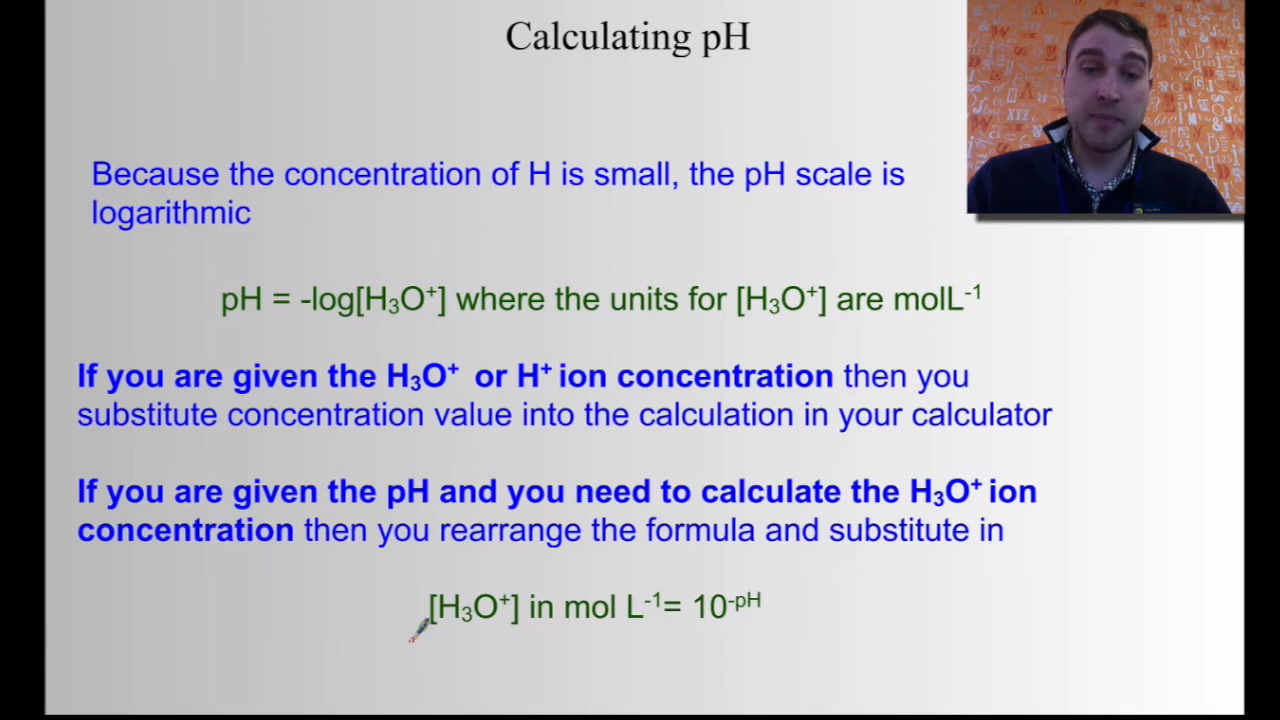 Calculating pH
Because the concentration of H is small, the pH scale is
logarithmic
pH = -log[H₃O⁺] where the units for [H₃O⁺] are molL⁻¹
If you are given the H₃O⁺ or H⁺ ion concentration then you
substitute concentration value into the calculation in your calculator
If you are given the pH and you need to calculate the H₃O⁺ ion
concentration then you rearrange the formula and substitute in
[H₃O⁺] in mol L⁻¹= 10^-pH